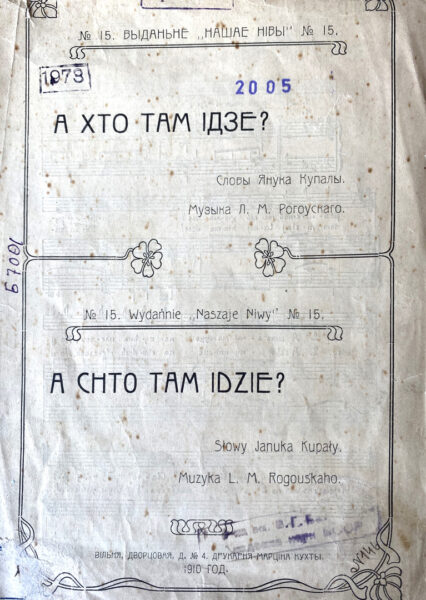 № 15. ВЫДАНЬНЕ „НАШАЕ НІВЫ" № 15.
1973
2005
А ХТО ТАМ ІДЗЕ?
Словы Янука Купалы.
Музыка Л. М. Рогоўскаго.
№ 15. Wydańnie „Naszaje Niwy" № 15.
A CHTO TAM IDZIE?
Słowy Januka Kupały.
Muzyka L. M. Rogouskaho.
ВІЛЬНЯ, ДВОРЦОВАЯ, Д. № 4. ДРУКАРНЯ МАРЦІНА КУХТЫ.
1910 ГОД.